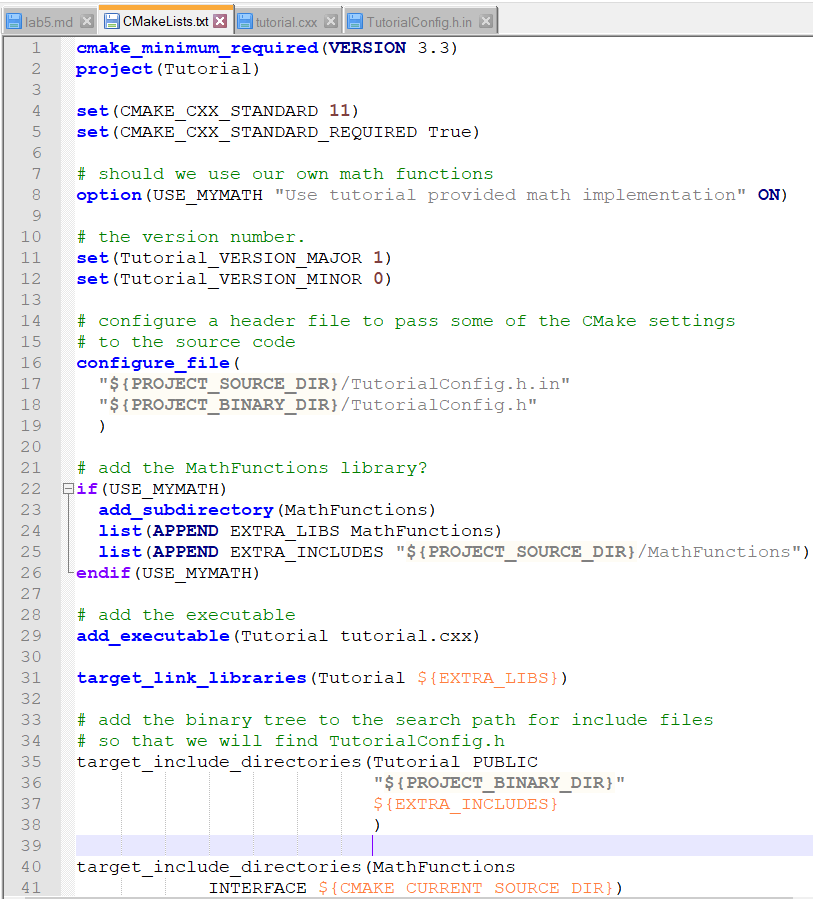 lab5.md CMakeLists.txt tutorial.cxx TutorialConfig.h.in
1 cmake_minimum_required(VERSION 3.3)
2 project(Tutorial)
3
4 set(CMAKE_CXX_STANDARD 11)
5 set(CMAKE_CXX_STANDARD_REQUIRED True)
6
7 # should we use our own math functions
8 option(USE_MYMATH "Use tutorial provided math implementation" ON)
9
10 # the version number.
11 set(Tutorial_VERSION_MAJOR 1)
12 set(Tutorial_VERSION_MINOR 0)
13
14 # configure a header file to pass some of the CMake settings
15 # to the source code
16 configure_file(
17 "${PROJECT_SOURCE_DIR}/TutorialConfig.h.in"
18 "${PROJECT_BINARY_DIR}/TutorialConfig.h"
19 )
20
21 # add the MathFunctions library?
22 if(USE_MYMATH)
23 add_subdirectory(MathFunctions)
24 list(APPEND EXTRA_LIBS MathFunctions)
25 list(APPEND EXTRA_INCLUDES "${PROJECT_SOURCE_DIR}/MathFunctions")
26 endif(USE_MYMATH)
27
28 # add the executable
29 add_executable(Tutorial tutorial.cxx)
30
31 target_link_libraries(Tutorial ${EXTRA_LIBS})
32
33 # add the binary tree to the search path for include files
34 # so that we will find TutorialConfig.h
35 target_include_directories(Tutorial PUBLIC
36 "${PROJECT_BINARY_DIR}"
37 ${EXTRA_INCLUDES}
38 )
39
40 target_include_directories(MathFunctions
41 INTERFACE ${CMAKE_CURRENT_SOURCE_DIR})